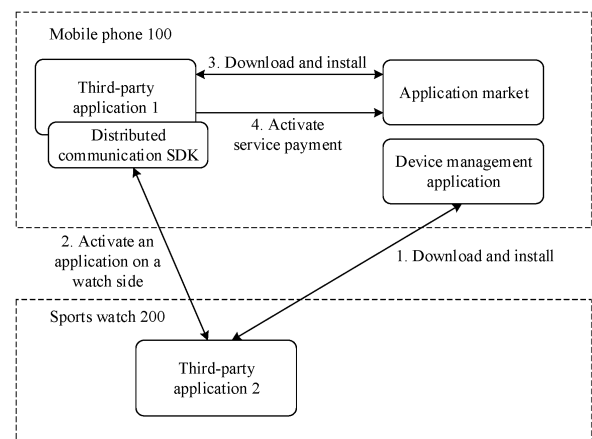 Mobile phone 100
3. Download and install
Third-party
application 1
Application market
4. Activate
service payment
Distributed
communication SDK
Device management
application
2. Activate an
application on a
watch side
1. Download and install
Sports watch 200
Third-party
application 2